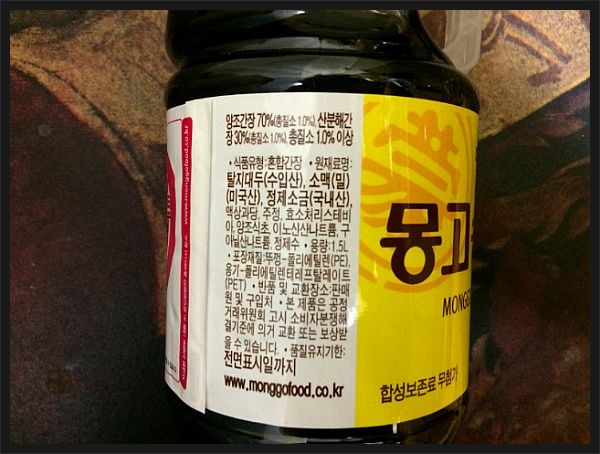 양조간장 70%(총질소 1.0%), 산분해간
장 30%(총질소 1.0%), 총질소 1.0% 이상
• 식품유형:혼합간장 • 원재료명:
탈지대두(수입산), 소맥(밀)
(미국산), 정제소금(국내산),
액상과당, 주정, 효소처리스테비
아, 양조식초, 이노신산나트륨, 구
아닐산나트륨, 정제수 • 용량:1.5L
• 포장재질:뚜껑-폴리에틸렌(PE),
용기-폴리에틸렌테레프탈레이트
(PET) • 반품 및 교환장소:판매
원 및 구입처 • 본 제품은 공정
거래위원회 고시 소비자분쟁해
결기준에 의거 교환 또는 보상받
을 수 있습니다. • 품질유지기한:
전면표시일까지
www.monggofood.co.kr
몽고
MONGG
합성보존료 무첨가
www.monggofood.co.kr